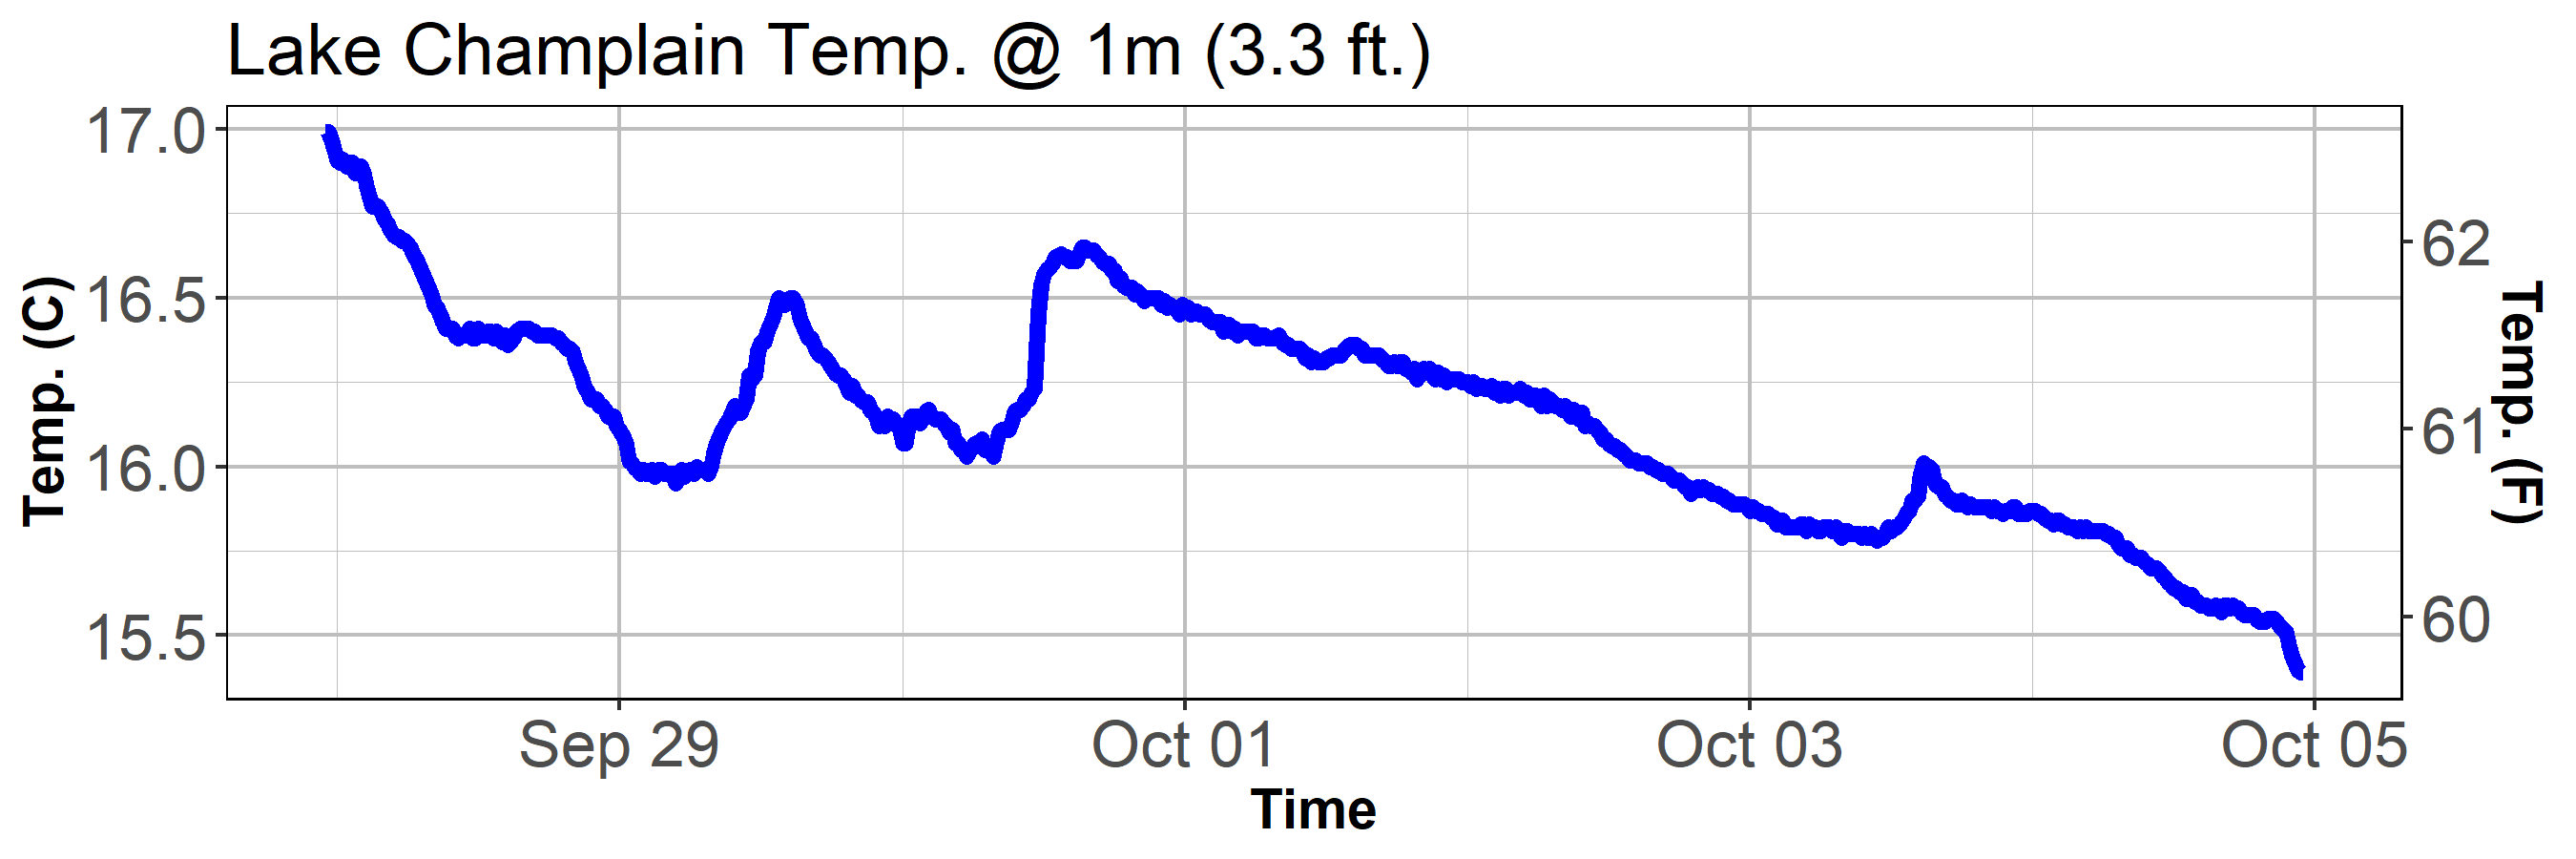 Lake Champlain Temp. @ 1m (3.3 ft.)
17.0
16.5
16.0
15.5
Temp. (C)
62
61
60
Temp. (F)
Sep 29
Oct 01
Oct 03
Oct 05
Time